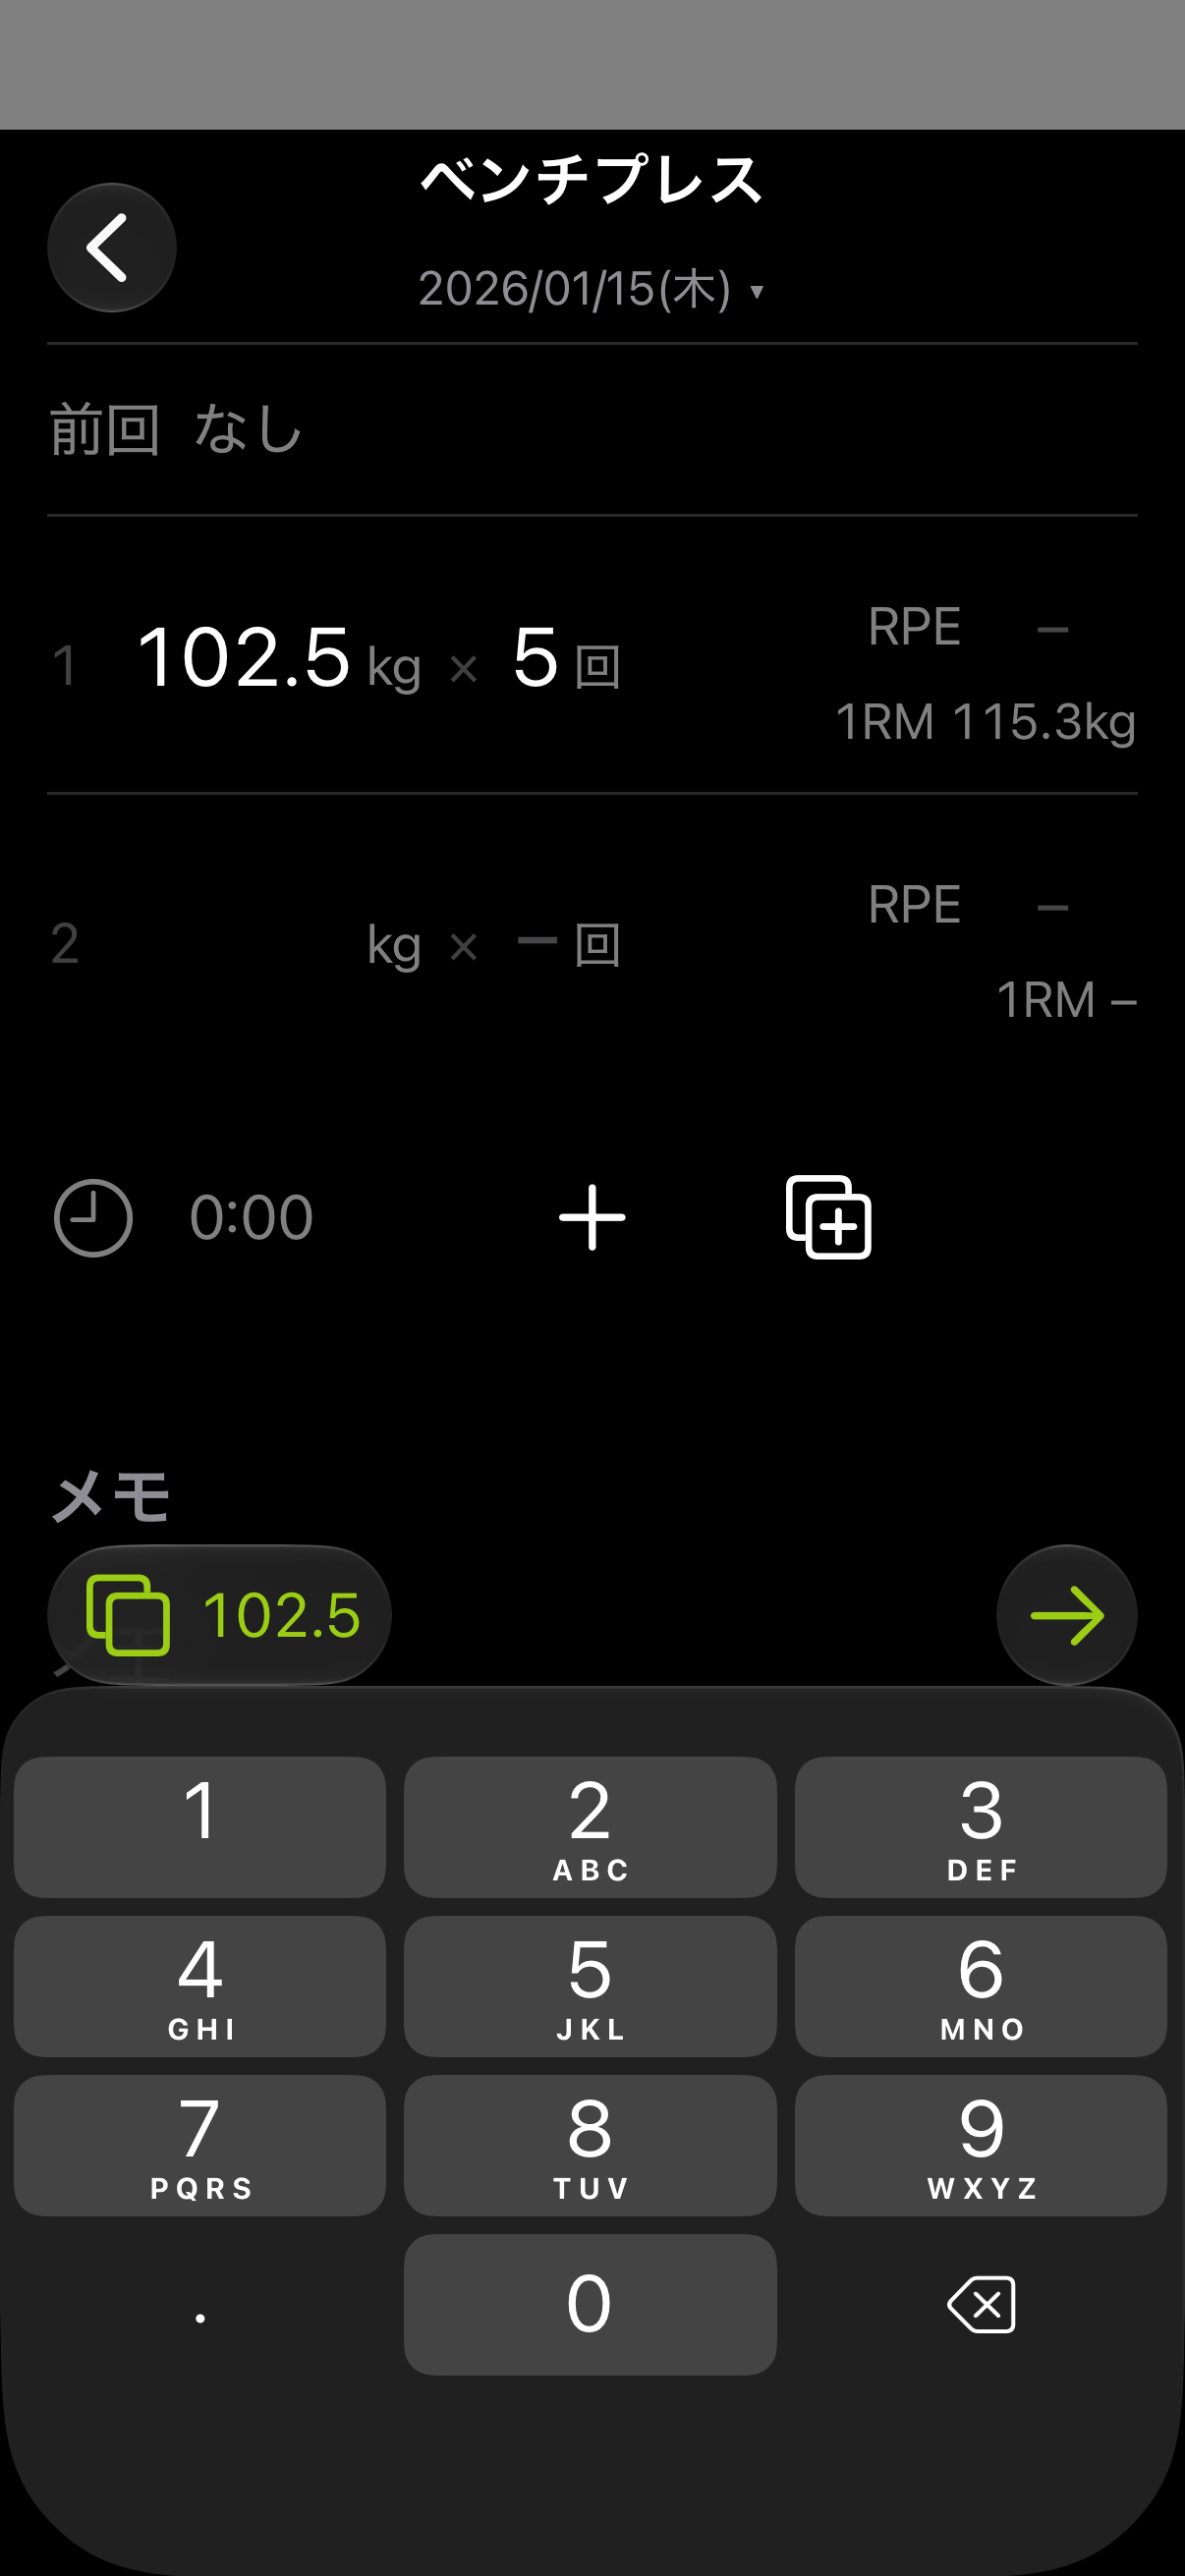 ベンチプレス
2026/01/15(木) ▼
前回 なし
1 102.5 kg × 5 回
RPE –
1RM 115.3kg
2 kg × – 回
RPE –
1RM –
0:00
メモ
102.5
1
2
ABC
3
DEF
4
GHI
5
JKL
6
MNO
7
PQRS
8
TUV
9
WXYZ
.
0